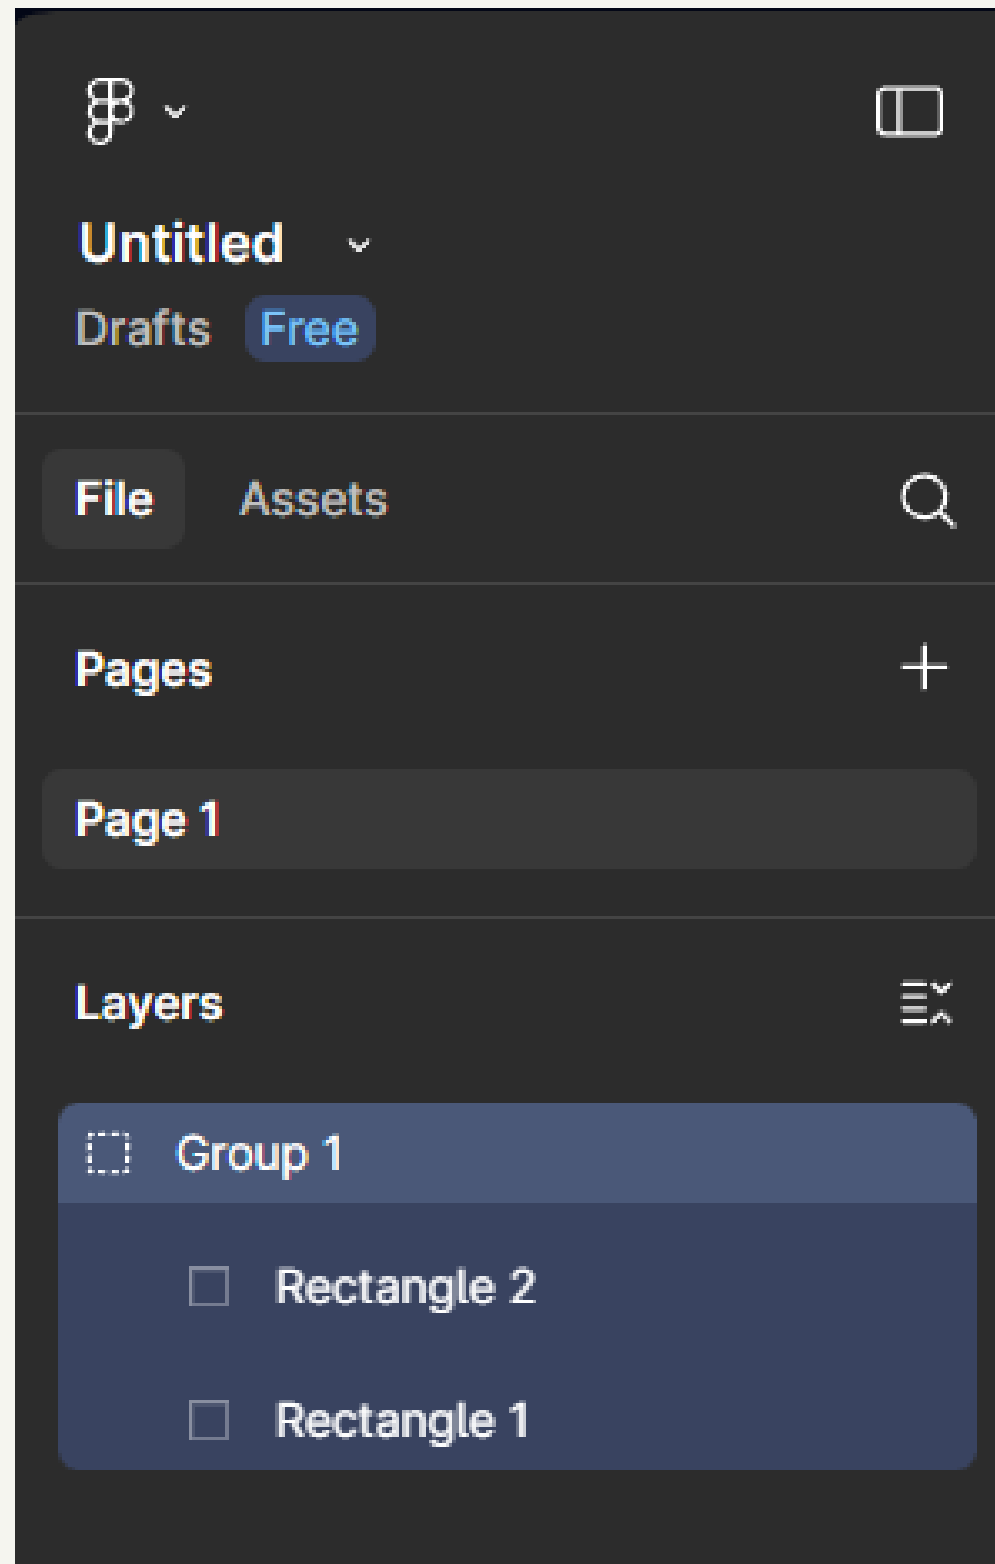 Untitled
Drafts Free
File Assets
Pages
Page 1
Layers
Group 1
Rectangle 2
Rectangle 1